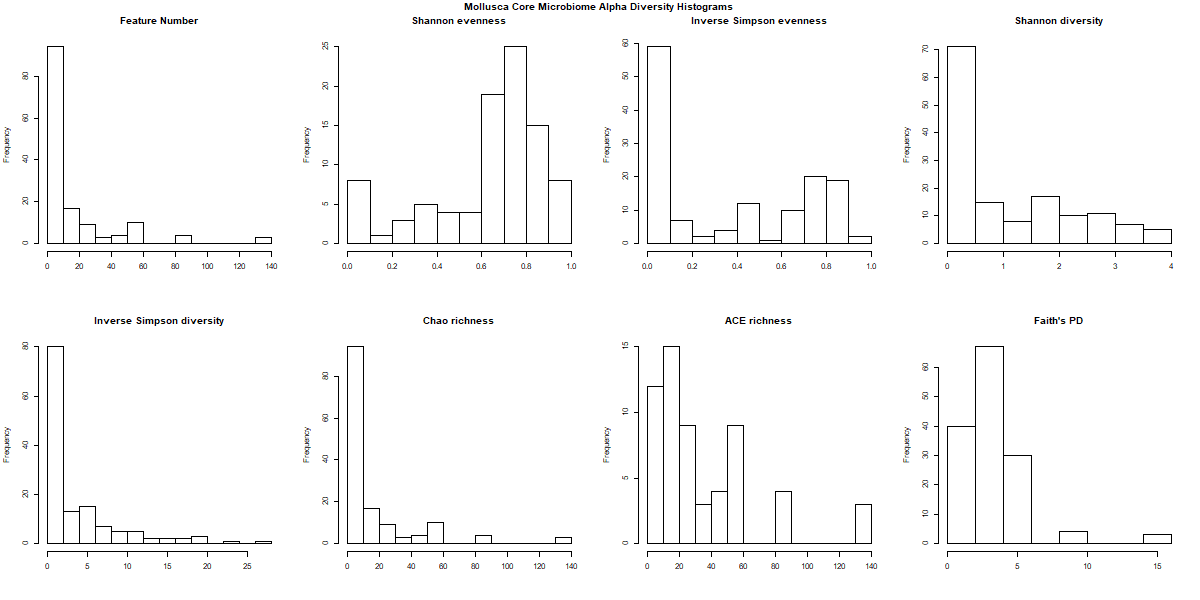 Mollusca Core Microbiome Alpha Diversity Histograms
Feature Number
Shannon evenness
Inverse Simpson evenness
Shannon diversity
Frequency
0 20 40 60 80
0 20 40 60 80 100 120 140
Frequency
0 5 10 15 20 25
0.0 0.2 0.4 0.6 0.8 1.0
Frequency
0 10 20 30 40 50 60
0.0 0.2 0.4 0.6 0.8 1.0
Frequency
0 10 20 30 40 50 60 70
0 1 2 3 4
Inverse Simpson diversity
Chao richness
ACE richness
Faith's PD
Frequency
0 20 40 60 80
0 5 10 15 20 25
Frequency
0 20 40 60 80
0 20 40 60 80 100 120 140
Frequency
0 5 10 15
0 20 40 60 80 100 120 140
Frequency
0 10 20 30 40 50 60
0 5 10 15